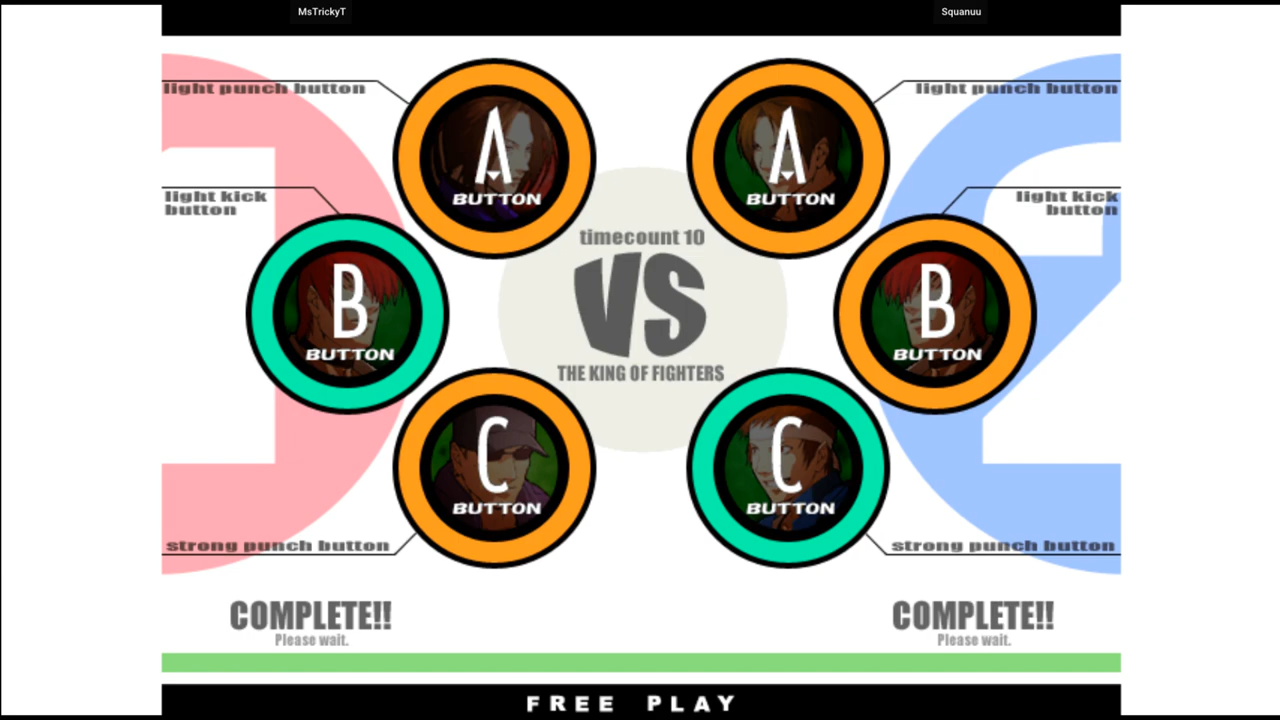 MsTrickyT
Squanuu
light punch button
light punch button
A
BUTTON
A
BUTTON
light kick
button
light kick
button
timecount 10
VS
THE KING OF FIGHTERS
B
BUTTON
B
BUTTON
C
BUTTON
C
BUTTON
strong punch button
strong punch button
COMPLETE!!
Please wait.
COMPLETE!!
Please wait.
FREE PLAY